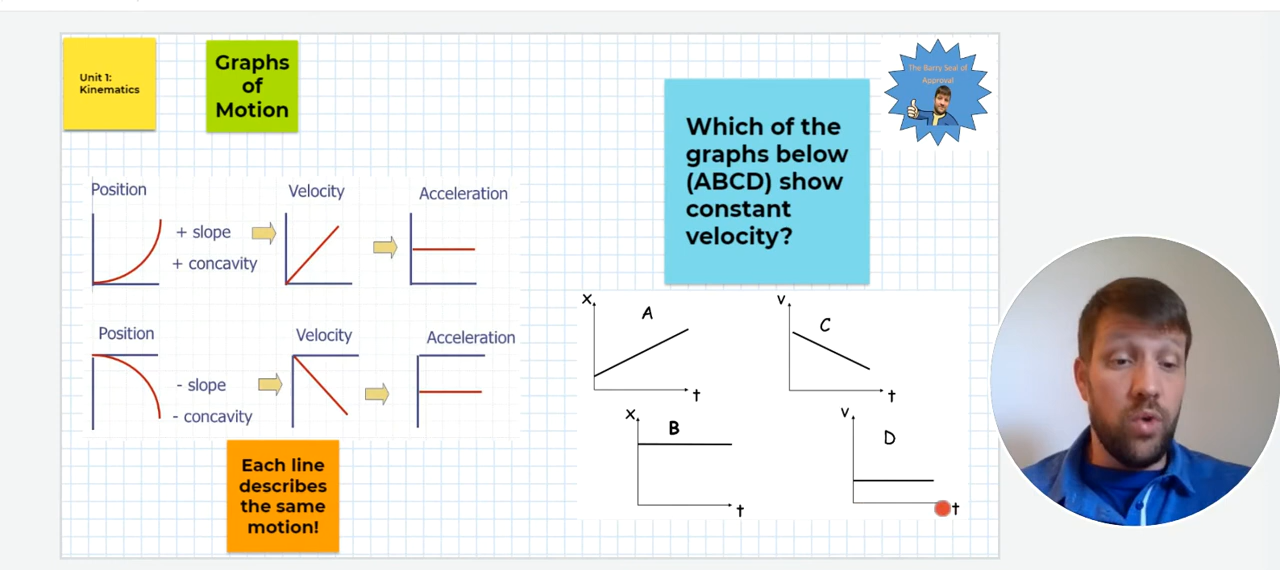 Unit 1:
Kinematics
Graphs
of
Motion
The Barry Seal of
Approval
Which of the
graphs below
(ABCD) show
constant
velocity?
Position
Velocity
Acceleration
+ slope
+ concavity
Position
Velocity
Acceleration
- slope
- concavity
Each line
describes
the same
motion!
x
A
t
v
C
t
x
B
t
v
D
t